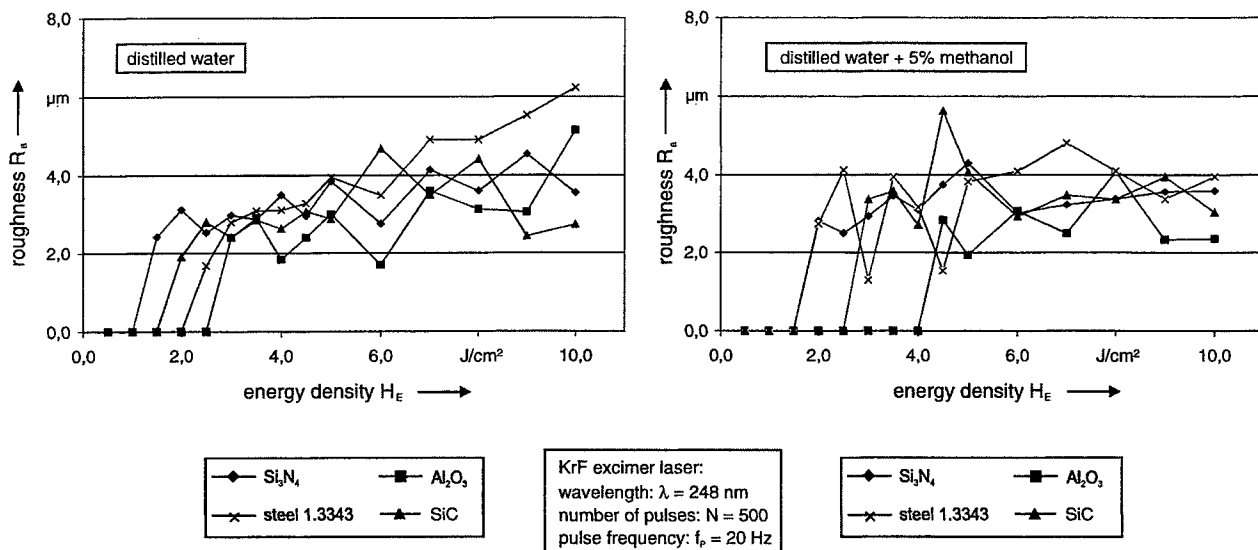 8,0
distilled water
µm
4,0
2,0
0,0
roughness Rₐ
0,0 2,0 4,0 6,0 J/cm² 10,0
energy density H_E
8,0
distilled water + 5% methanol
µm
4,0
2,0
0,0
roughness Rₐ
0,0 2,0 4,0 6,0 J/cm² 10,0
energy density H_E
Si₃N₄ Al₂O₃
steel 1.3343 SiC
KrF excimer laser:
wavelength: λ = 248 nm
number of pulses: N = 500
pulse frequency: fₚ = 20 Hz
Si₃N₄ Al₂O₃
steel 1.3343 SiC